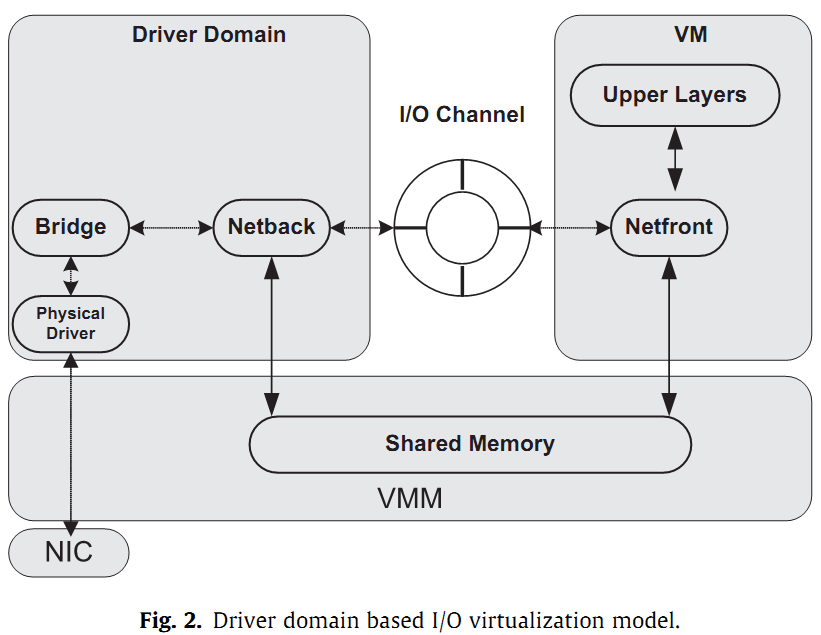 Driver Domain
VM
Upper Layers
I/O Channel
Bridge
Netback
Netfront
Physical
Driver
Shared Memory
VMM
NIC
Fig. 2. Driver domain based I/O virtualization model.